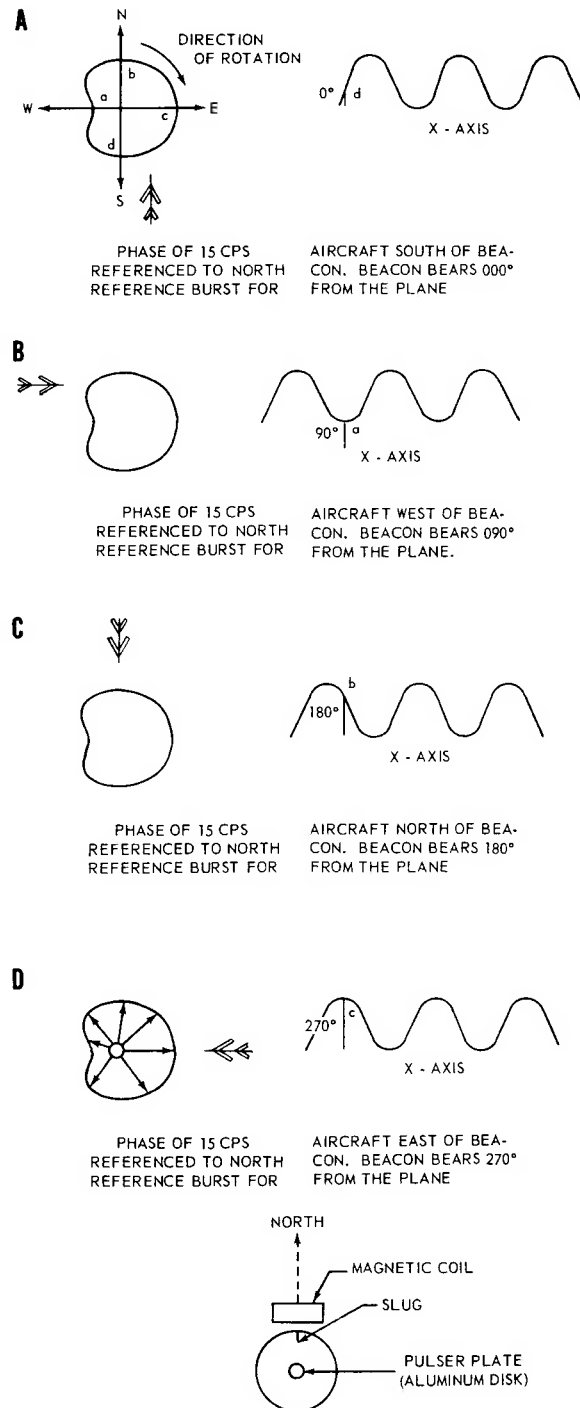 A
N
DIRECTION
OF ROTATION
b
W
a
c
E
d
S
0°
d
X - AXIS
PHASE OF 15 CPS
REFERENCED TO NORTH
REFERENCE BURST FOR
AIRCRAFT SOUTH OF BEA-
CON. BEACON BEARS 000°
FROM THE PLANE
B
90°
a
X - AXIS
PHASE OF 15 CPS
REFERENCED TO NORTH
REFERENCE BURST FOR
AIRCRAFT WEST OF BEA-
CON. BEACON BEARS 090°
FROM THE PLANE.
C
b
180°
X - AXIS
PHASE OF 15 CPS
REFERENCED TO NORTH
REFERENCE BURST FOR
AIRCRAFT NORTH OF BEA-
CON. BEACON BEARS 180°
FROM THE PLANE
D
270°
c
X - AXIS
PHASE OF 15 CPS
REFERENCED TO NORTH
REFERENCE BURST FOR
AIRCRAFT EAST OF BEA-
CON. BEACON BEARS 270°
FROM THE PLANE
NORTH
MAGNETIC COIL
SLUG
PULSER PLATE
(ALUMINUM DISK)